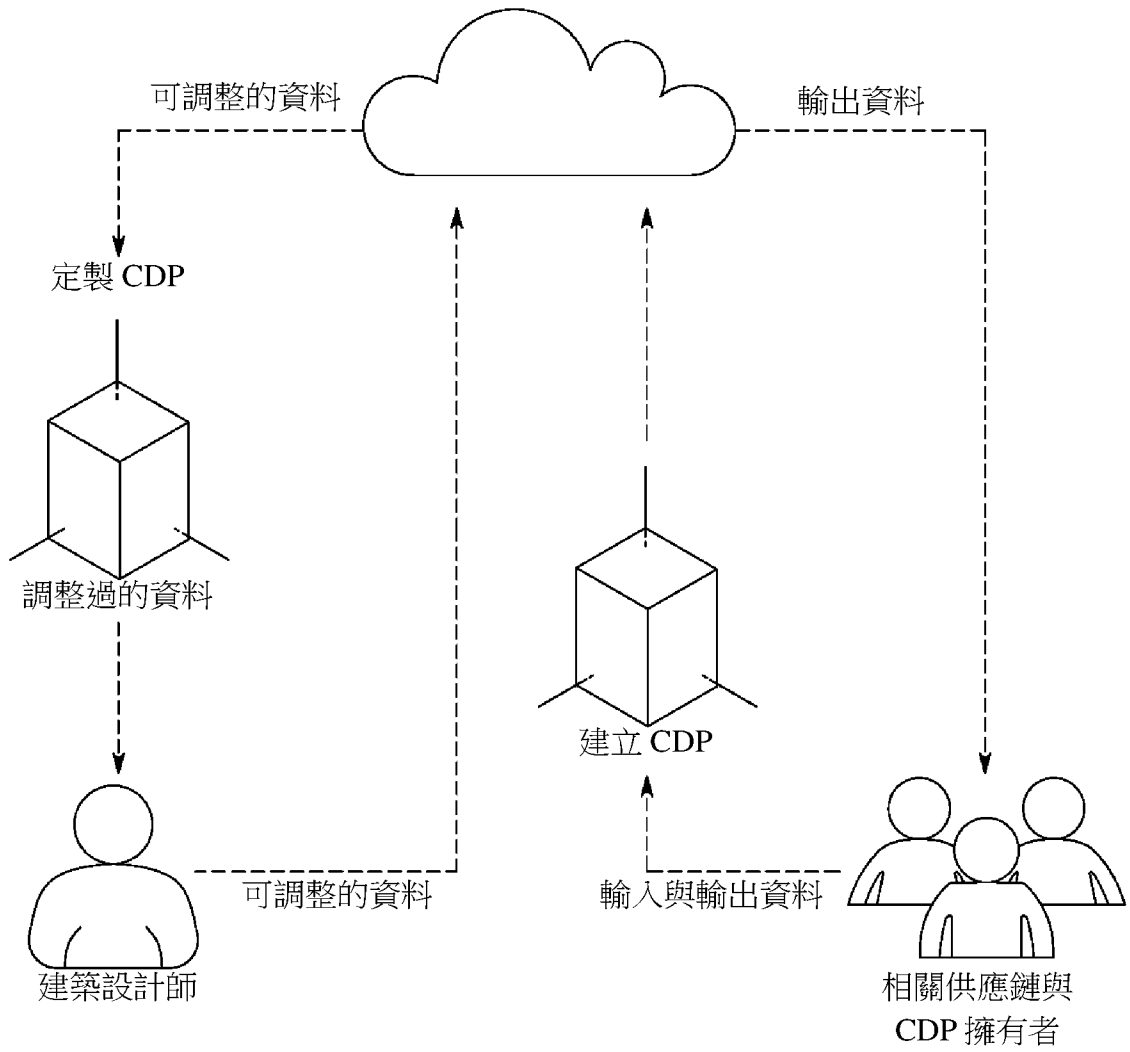 可調整的資料
輸出資料
定製 CDP
調整過的資料
建立 CDP
可調整的資料
輸入與輸出資料
建築設計師
相關供應鏈與
CDP 擁有者